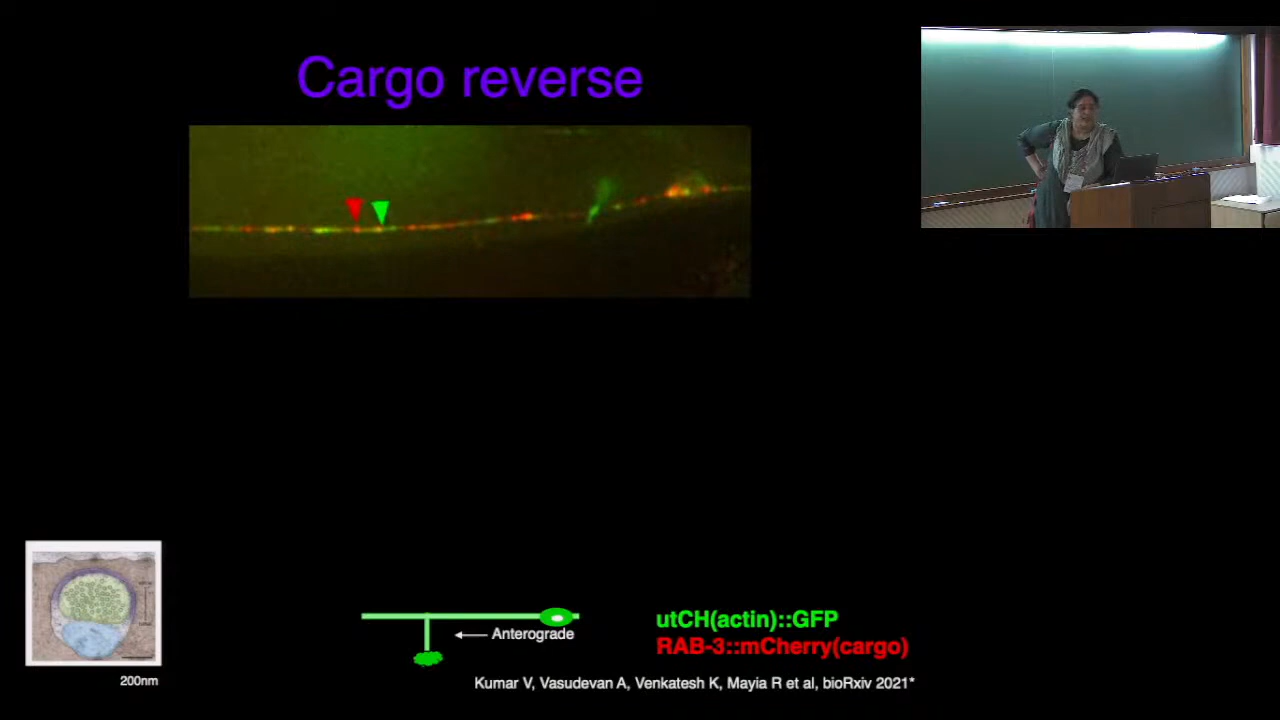 Cargo reverse
Anterograde
utCH(actin)::GFP
RAB-3::mCherry(cargo)
200nm
Kumar V, Vasudevan A, Venkatesh K, Mayia R et al, bioRxiv 2021*